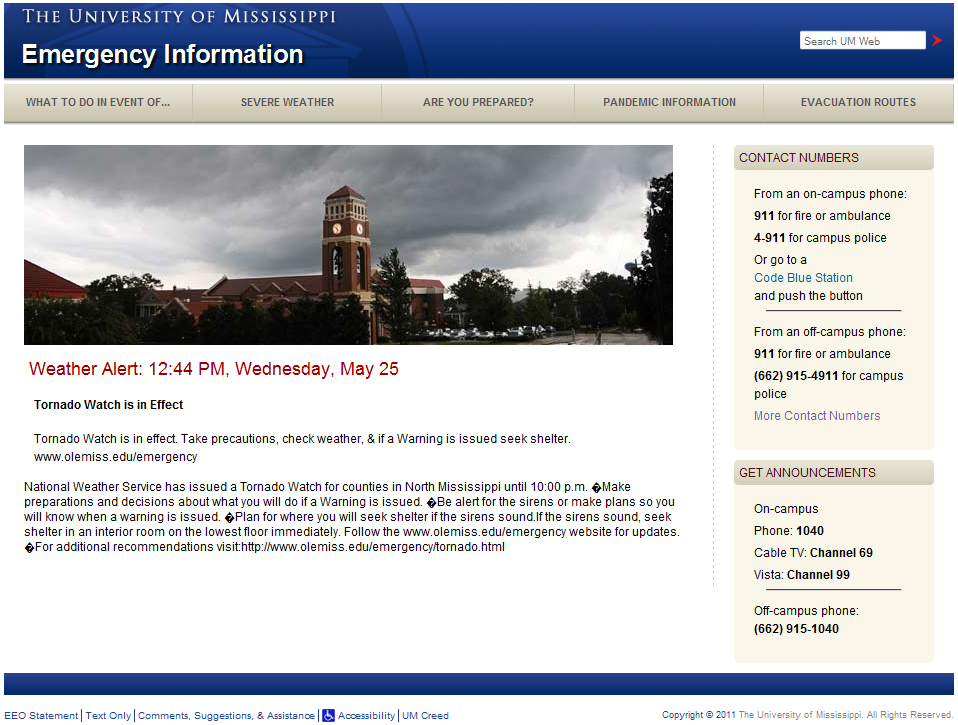 THE UNIVERSITY OF MISSISSIPPI
Emergency Information
Search UM Web
WHAT TO DO IN EVENT OF...
SEVERE WEATHER
ARE YOU PREPARED?
PANDEMIC INFORMATION
EVACUATION ROUTES
Weather Alert: 12:44 PM, Wednesday, May 25
Tornado Watch is in Effect
Tornado Watch is in effect. Take precautions, check weather, & if a Warning is issued seek shelter.
www.olemiss.edu/emergency
National Weather Service has issued a Tornado Watch for counties in North Mississippi until 10:00 p.m. �Make
preparations and decisions about what you will do if a Warning is issued. �Be alert for the sirens or make plans so you
will know when a warning is issued. �Plan for where you will seek shelter if the sirens sound.If the sirens sound, seek
shelter in an interior room on the lowest floor immediately. Follow the www.olemiss.edu/emergency website for updates.
�For additional recommendations visit:http://www.olemiss.edu/emergency/tornado.html
CONTACT NUMBERS
From an on-campus phone:
911 for fire or ambulance
4-911 for campus police
Or go to a
Code Blue Station
and push the button
From an off-campus phone:
911 for fire or ambulance
(662) 915-4911 for campus
police
More Contact Numbers
GET ANNOUNCEMENTS
On-campus
Phone: 1040
Cable TV: Channel 69
Vista: Channel 99
Off-campus phone:
(662) 915-1040
EEO Statement | Text Only | Comments, Suggestions, & Assistance | Accessibility | UM Creed
Copyright © 2011 The University of Mississippi. All Rights Reserved.